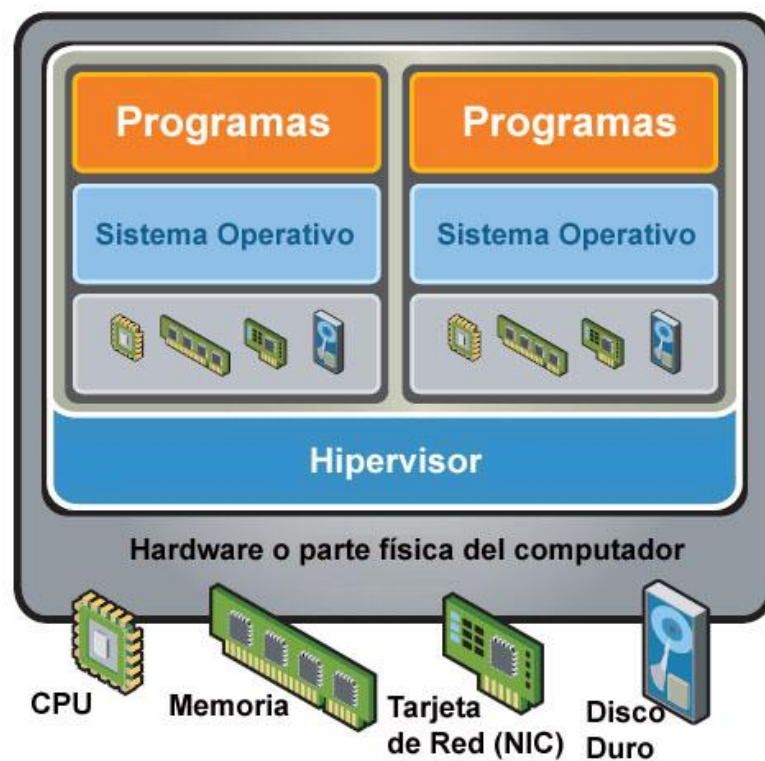 Programas
Programas
Sistema Operativo
Sistema Operativo
Hipervisor
Hardware o parte física del computador
CPU
Memoria
Tarjeta
de Red (NIC)
Disco
Duro